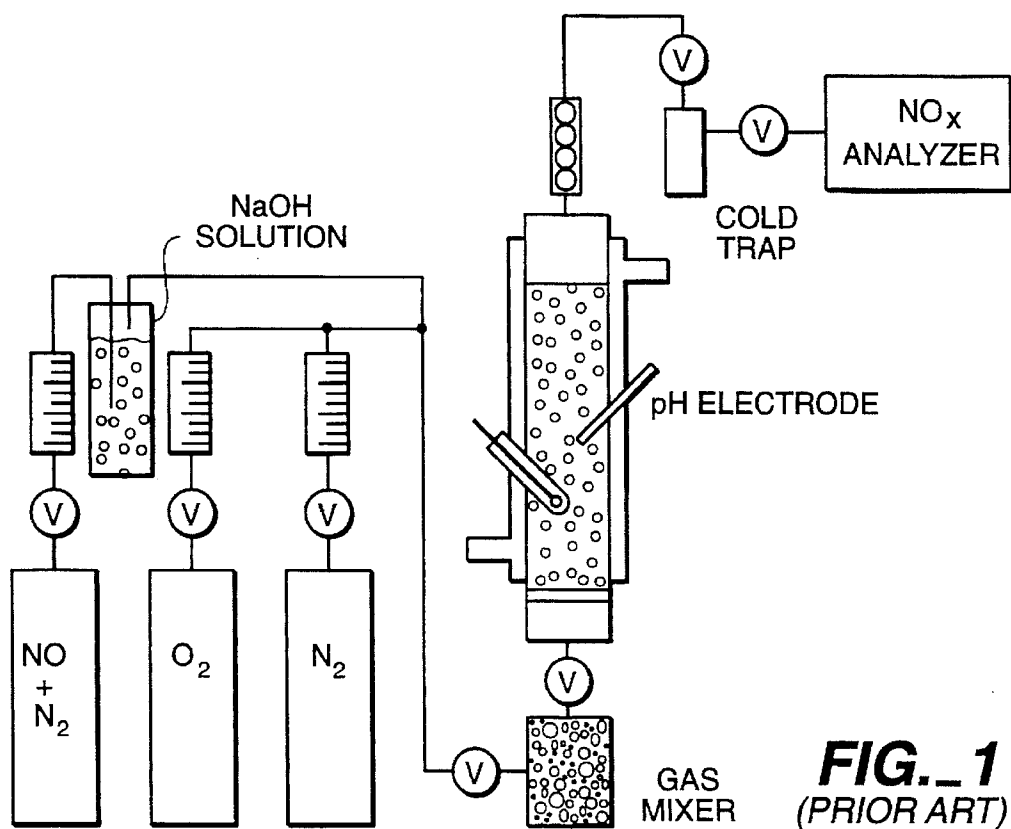 V
NOx
ANALYZER
V
COLD
TRAP
NaOH
SOLUTION
pH ELECTRODE
V
V
V
NO
+
N2
O2
N2
V
V
GAS
MIXER
FIG._1
(PRIOR ART)